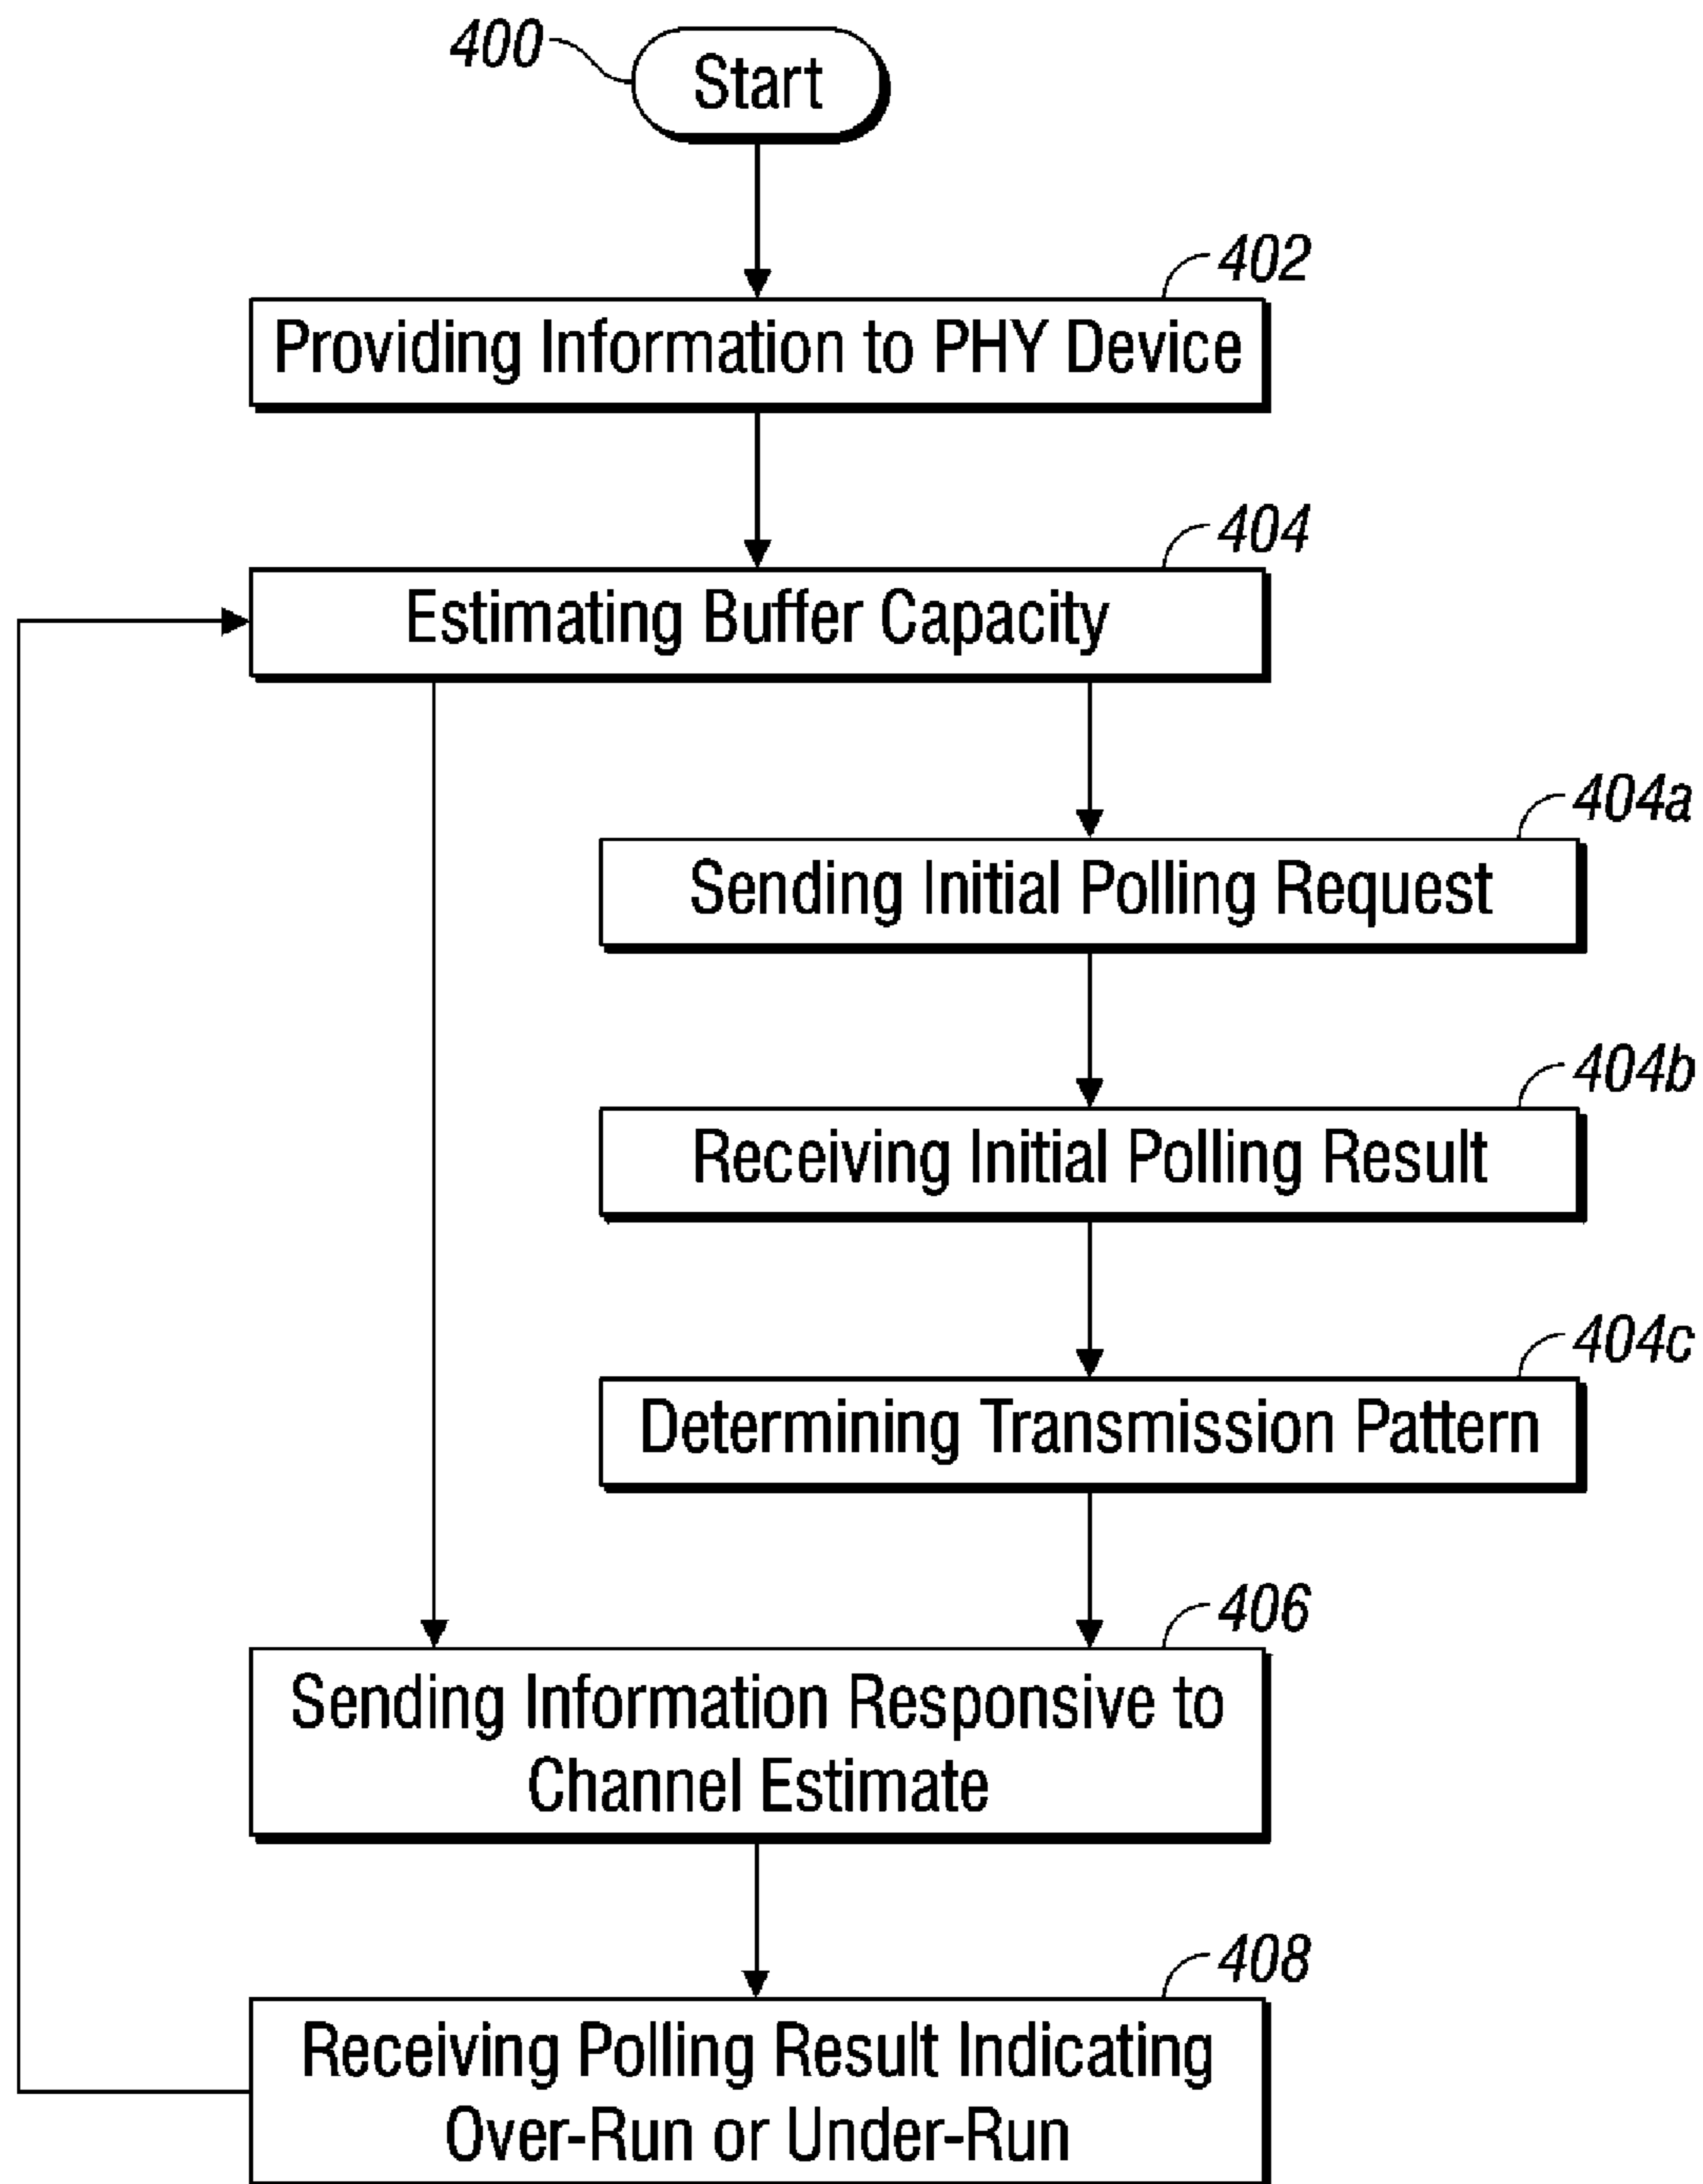 400
Start
402
Providing Information to PHY Device
404
Estimating Buffer Capacity
404a
Sending Initial Polling Request
404b
Receiving Initial Polling Result
404c
Determining Transmission Pattern
406
Sending Information Responsive to
Channel Estimate
408
Receiving Polling Result Indicating
Over-Run or Under-Run